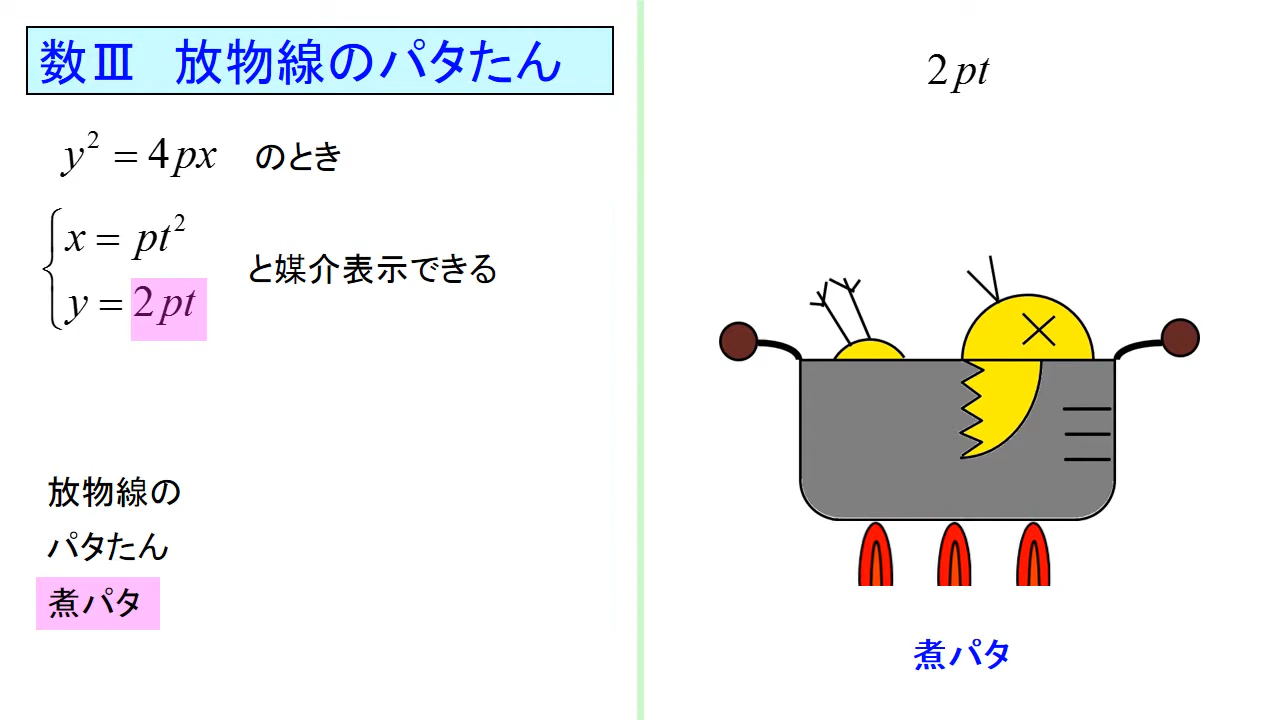 数Ⅲ　放物線のパタたん
y² = 4px　のとき
x = pt²
y = 2pt
と媒介表示できる
放物線の
パタたん
煮パタ
2pt
煮パタ